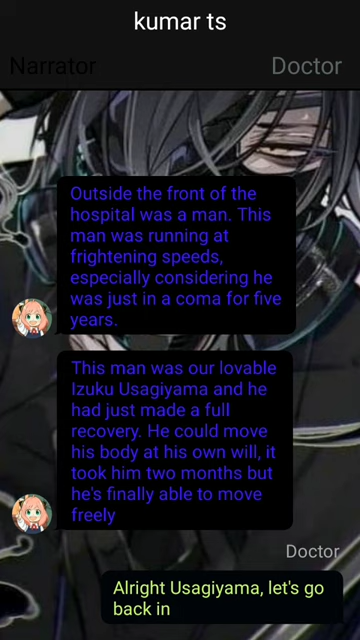 kumar ts
Narrator
Doctor
Outside the front of the
hospital was a man. This
man was running at
frightening speeds,
especially considering he
was just in a coma for five
years.
This man was our lovable
Izuku Usagiyama and he
had just made a full
recovery. He could move
his body at his own will, it
took him two months but
he's finally able to move
freely
Doctor
Alright Usagiyama, let's go
back in